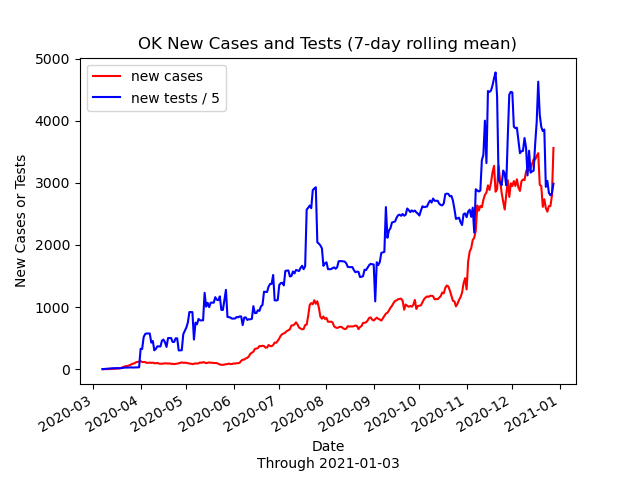 OK New Cases and Tests (7-day rolling mean)
new cases
new tests / 5
New Cases or Tests
5000
4000
3000
2000
1000
0
2020-03
2020-04
2020-05
2020-06
2020-07
2020-08
2020-09
2020-10
2020-11
2020-12
2021-01
Date
Through 2021-01-03